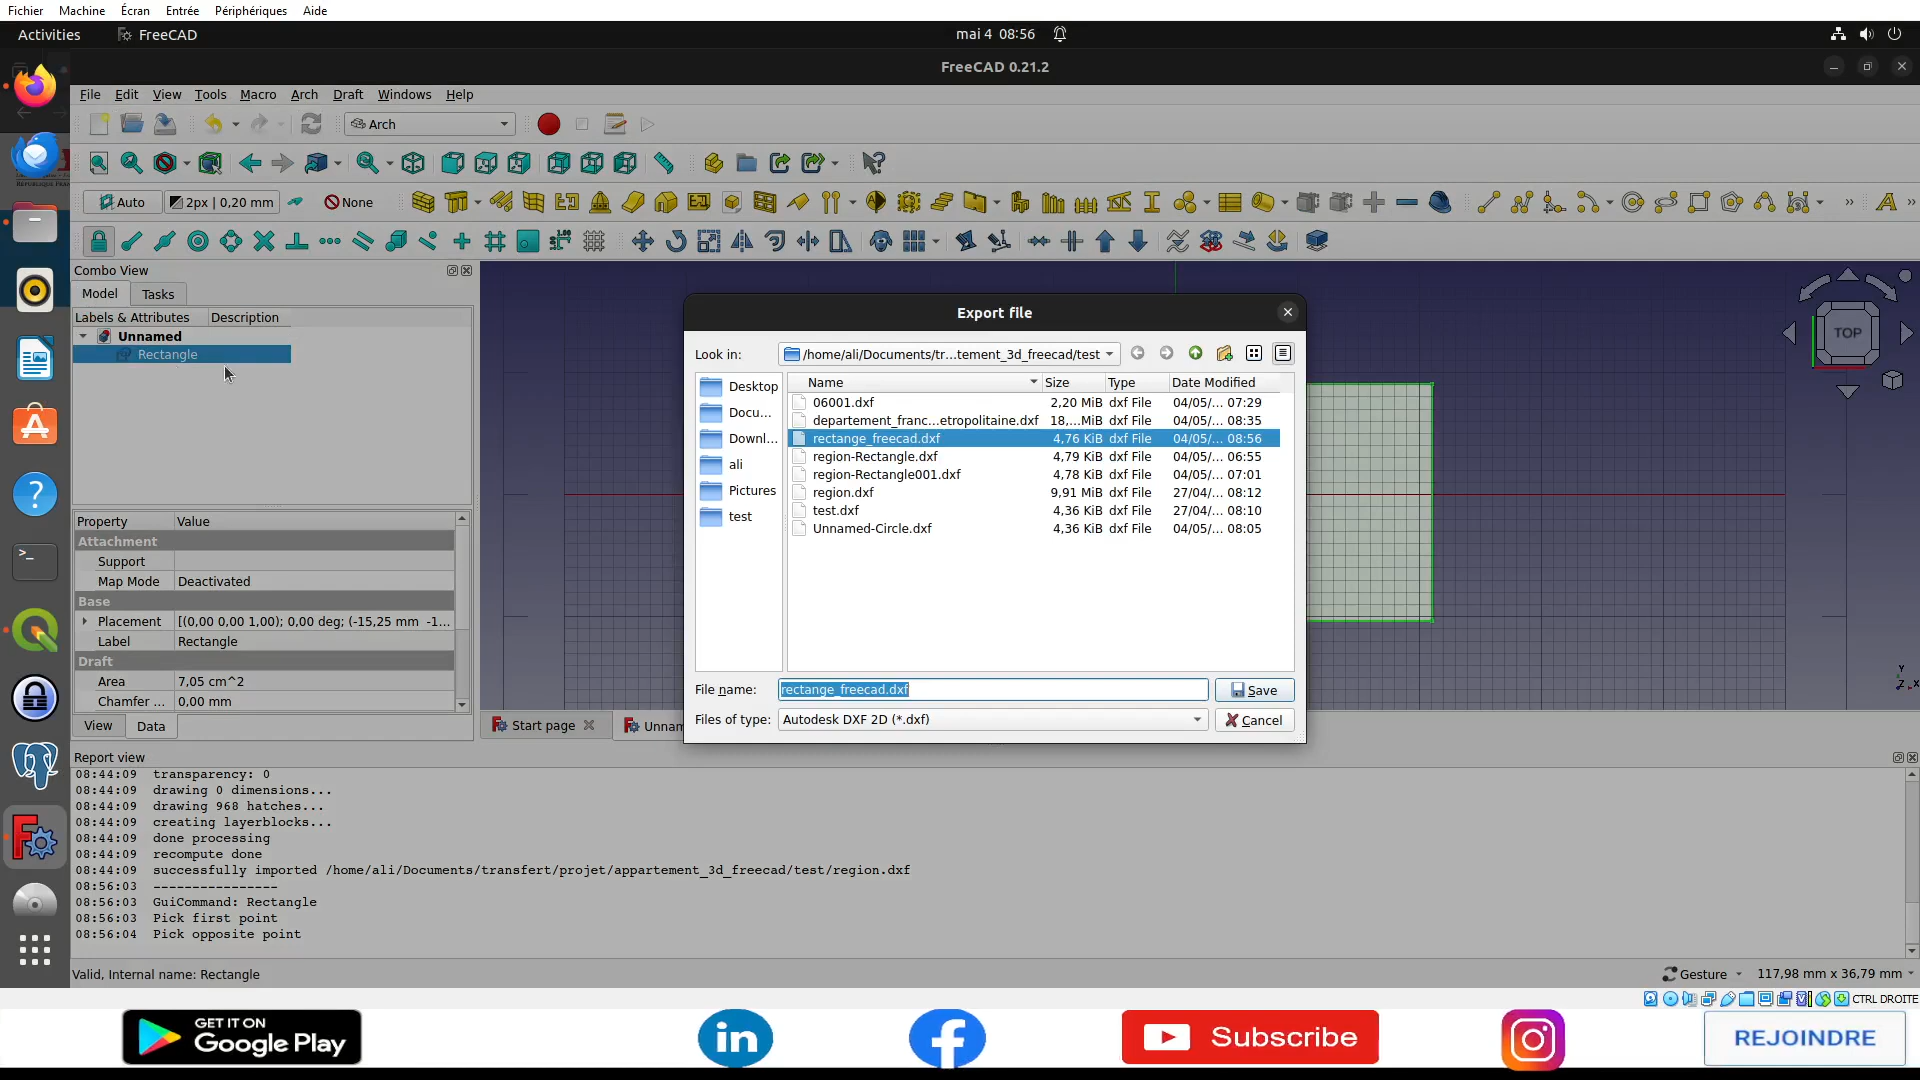 Fichier Machine Écran Entrée Périphériques Aide
Activities FreeCAD mai 4 08:56
FreeCAD 0.21.2
File Edit View Tools Macro Arch Draft Windows Help
Arch
Auto 2px | 0,20 mm None
Combo View
Model Tasks
Labels & Attributes Description
Unnamed
Rectangle
Property Value
Attachment
Support
Map Mode Deactivated
Base
Placement [(0,00 0,00 1,00); 0,00 deg; (-15,25 mm -1...
Label Rectangle
Draft
Area 7,05 cm^2
Chamfer ... 0,00 mm
View Data
Export file
Look in: /home/ali/Documents/tr...tement_3d_freecad/test
Desktop
Docu...
Downl...
ali
Pictures
test
Name Size Type Date Modified
06001.dxf 2,20 MiB dxf File 04/05/... 07:29
departement_franc...etropolitaine.dxf 18,...MiB dxf File 04/05/... 08:35
rectange_freecad.dxf 4,76 KiB dxf File 04/05/... 08:56
region-Rectangle.dxf 4,79 KiB dxf File 04/05/... 06:55
region-Rectangle001.dxf 4,78 KiB dxf File 04/05/... 07:01
region.dxf 9,91 MiB dxf File 27/04/... 08:12
test.dxf 4,36 KiB dxf File 27/04/... 08:10
Unnamed-Circle.dxf 4,36 KiB dxf File 04/05/... 08:05
File name: rectange_freecad.dxf Save
Files of type: Autodesk DXF 2D (*.dxf) Cancel
TOP
Y
Z X
Start page Unnam
Report view
08:44:09 transparency: 0
08:44:09 drawing 0 dimensions...
08:44:09 drawing 968 hatches...
08:44:09 creating layerblocks...
08:44:09 done processing
08:44:09 recompute done
08:44:09 successfully imported /home/ali/Documents/transfert/projet/appartement_3d_freecad/test/region.dxf
08:56:03 ----------------
08:56:03 GuiCommand: Rectangle
08:56:03 Pick first point
08:56:04 Pick opposite point
Valid, Internal name: Rectangle
Gesture 117,98 mm x 36,79 mm
CTRL DROITE
GET IT ON
Google Play
in
Subscribe
REJOINDRE